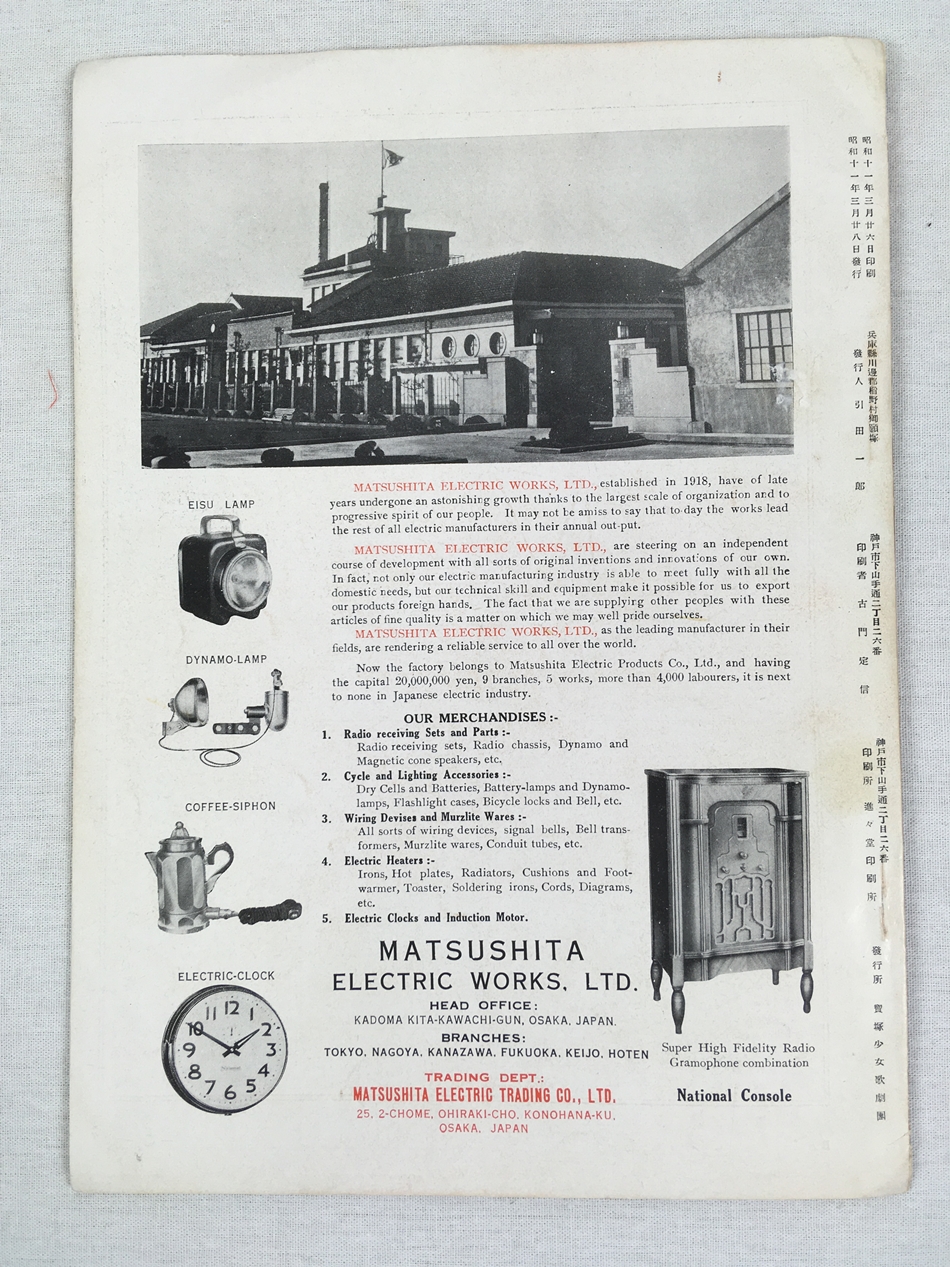 MATSUSHITA ELECTRIC WORKS, LTD., established in 1918, have of late
years undergone an astonishing growth thanks to the largest scale of organization and to
progressive spirit of our people. It may not be amiss to say that to-day the works lead
the rest of all electric manufacturers in their annual out-put.
MATSUSHITA ELECTRIC WORKS, LTD., are steering on an independent
course of development with all sorts of original inventions and innovations of our own.
In fact, not only our electric manufacturing industry is able to meet fully with all the
domestic needs, but our technical skill and equipment make it possible for us to export
our products foreign hands. The fact that we are supplying other peoples with these
articles of fine quality is a matter on which we may well pride ourselves.
MATSUSHITA ELECTRIC WORKS, LTD., as the leading manufacturer in their
fields, are rendering a reliable service to all over the world.
Now the factory belongs to Matsushita Electric Products Co., Ltd., and having
the capital 20,000,000 yen, 9 branches, 5 works, more than 4,000 labourers, it is next
to none in Japanese electric industry.
EISU LAMP
DYNAMO-LAMP
COFFEE-SIPHON
ELECTRIC-CLOCK
12
1
2
3
4
5
6
7
8
9
10
11
OUR MERCHANDISES :-
1. Radio receiving Sets and Parts :-
Radio receiving sets, Radio chassis, Dynamo and
Magnetic cone speakers, etc.
2. Cycle and Lighting Accessories :-
Dry Cells and Batteries, Battery-lamps and Dynamo-
lamps, Flashlight cases, Bicycle locks and Bell, etc.
3. Wiring Devises and Murzlite Wares :-
All sorts of wiring devices, signal bells, Bell trans-
formers, Murzlite wares, Conduit tubes, etc.
4. Electric Heaters :-
Irons, Hot plates, Radiators, Cushions and Foot-
warmer, Toaster, Soldering irons, Cords, Diagrams,
etc.
5. Electric Clocks and Induction Motor.
MATSUSHITA
ELECTRIC WORKS, LTD.
HEAD OFFICE:
KADOMA KITA-KAWACHI-GUN, OSAKA, JAPAN.
BRANCHES:
TOKYO, NAGOYA, KANAZAWA, FUKUOKA, KEIJO, HOTEN
TRADING DEPT.:
MATSUSHITA ELECTRIC TRADING CO., LTD.
25, 2-CHOME, OHIRAKI-CHO, KONOHANA-KU,
OSAKA, JAPAN
Super High Fidelity Radio
Gramophone combination
National Console
昭和十一年三月廿六日印刷
昭和十一年三月廿八日發行
兵庫縣川邊郡稻野村御願塚
發行人 引田一郎
神戸市下山手通二丁目二六番
印刷者 古門定信
神戸市下山手通二丁目二六番
印刷所 進々堂印刷所
發行所 寶塚少女歌劇團